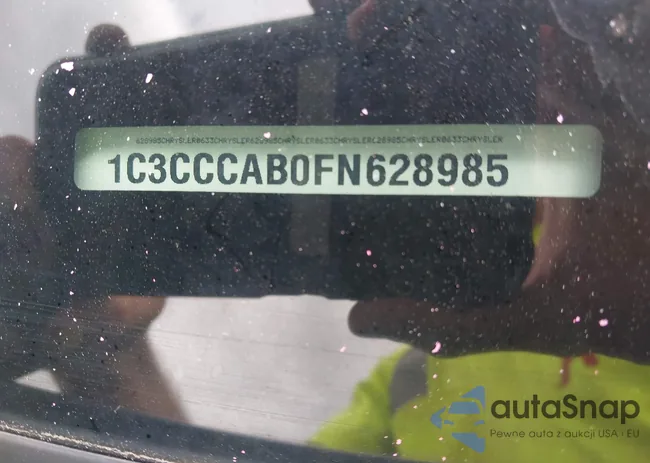 1C3CCCAB0FN628985
autaSnap
Pewne auta z aukcji USA i EU